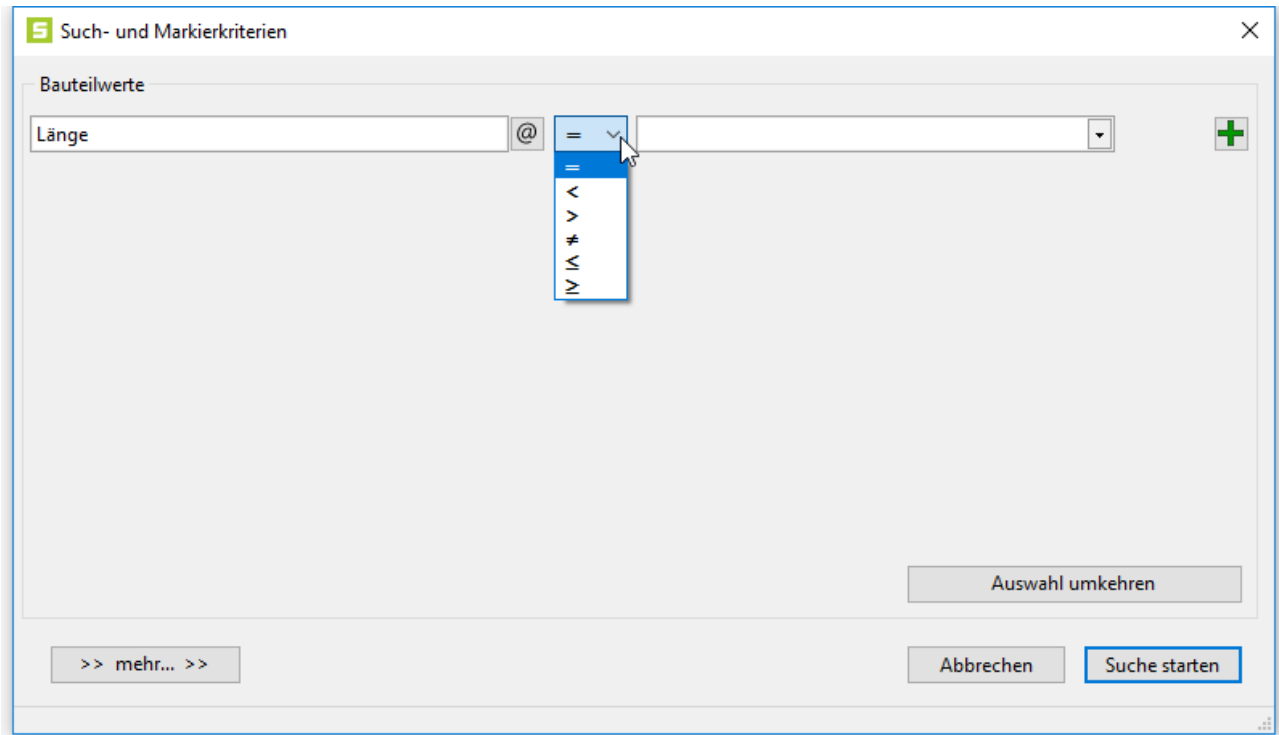 S Such- und Markierkriterien
Bauteilwerte
Länge @ =
=
<
>
≠
≤
≥
Auswahl umkehren
>> mehr... >> Abbrechen Suche starten